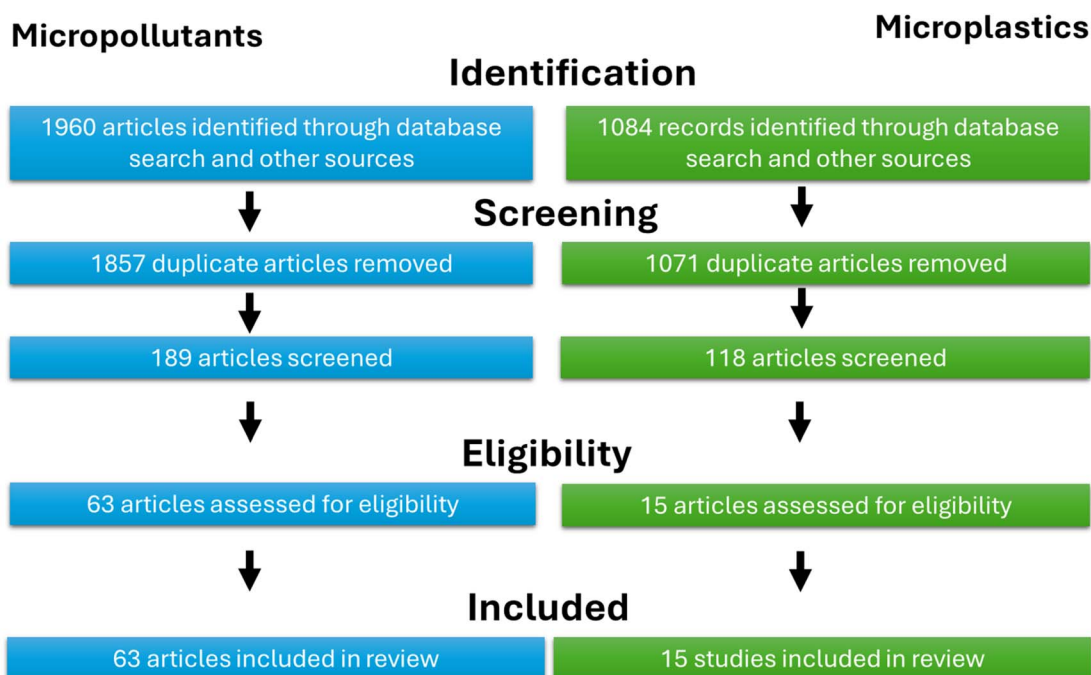 Micropollutants
Microplastics
Identification
1960 articles identified through database
search and other sources
1084 records identified through database
search and other sources
Screening
1857 duplicate articles removed
1071 duplicate articles removed
189 articles screened
118 articles screened
Eligibility
63 articles assessed for eligibility
15 articles assessed for eligibility
Included
63 articles included in review
15 studies included in review